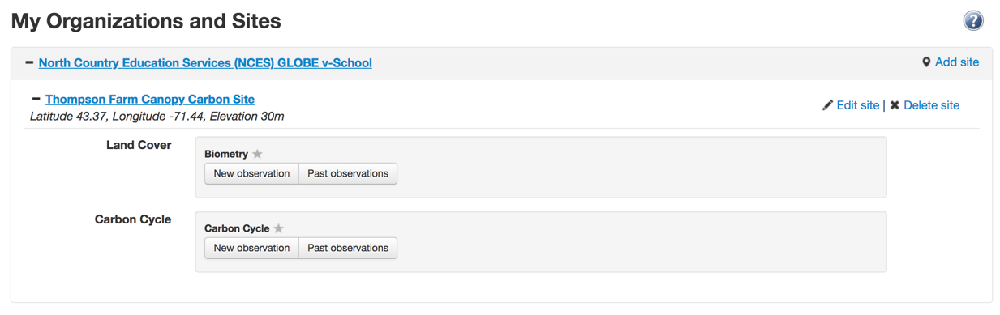 My Organizations and Sites
?
North Country Education Services (NCES) GLOBE v-School
Add site
Thompson Farm Canopy Carbon Site
Edit site | Delete site
Latitude 43.37, Longitude -71.44, Elevation 30m
Land Cover
Biometry
New observation Past observations
Carbon Cycle
Carbon Cycle
New observation Past observations